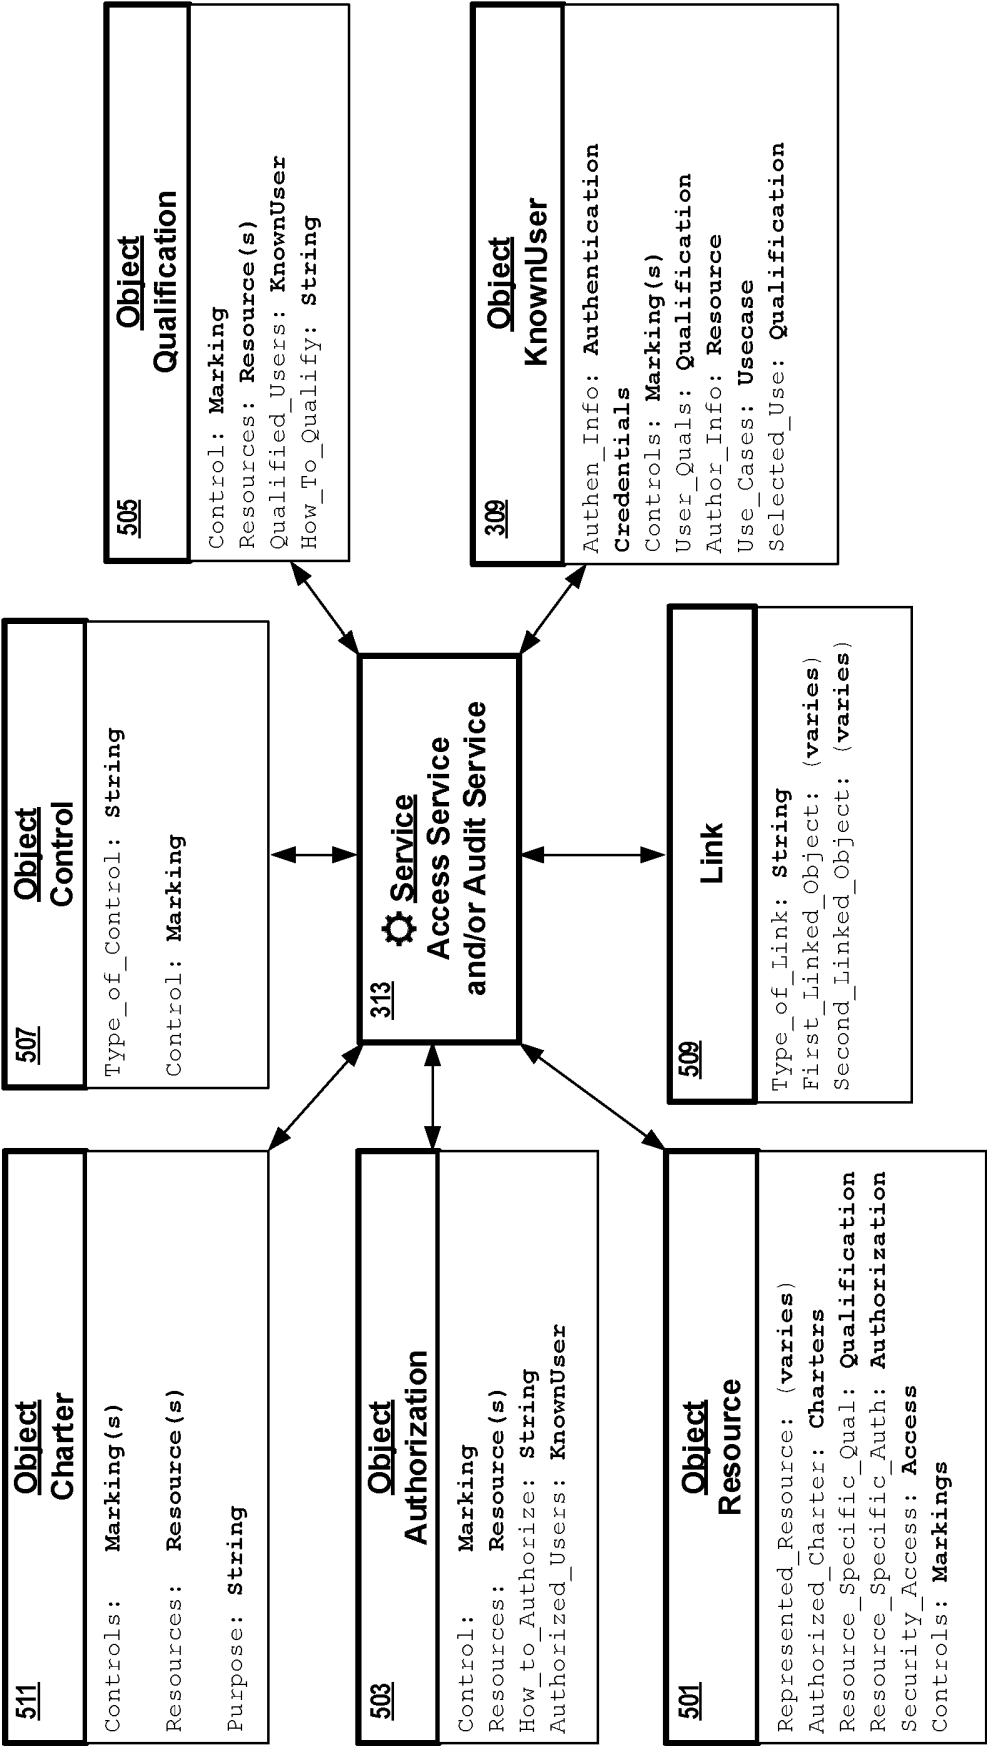 511
Object
Charter
Controls: Marking(s)
Resources: Resource(s)
Purpose: String
507
Object
Control
Type_of_Control: String
Control: Marking
505
Object
Qualification
Control: Marking
Resources: Resource(s)
Qualified_Users: KnownUser
How_To_Qualify: String
503
Object
Authorization
Control: Marking
Resources: Resource(s)
How_to_Authorize: String
Authorized_Users: KnownUser
313
Service
Access Service
and/or Audit Service
309
Object
KnownUser
Authen_Info: Authentication
Credentials
Controls: Marking(s)
User_Quals: Qualification
Author_Info: Resource
Use_Cases: Usecase
Selected_Use: Qualification
501
Object
Resource
Represented_Resource: (varies)
Authorized_Charter: Charters
Resource_Specific_Qual: Qualification
Resource_Specific_Auth: Authorization
Security_Access: Access
Controls: Markings
509
Link
Type_of_Link: String
First_Linked_Object: (varies)
Second_Linked_Object: (varies)